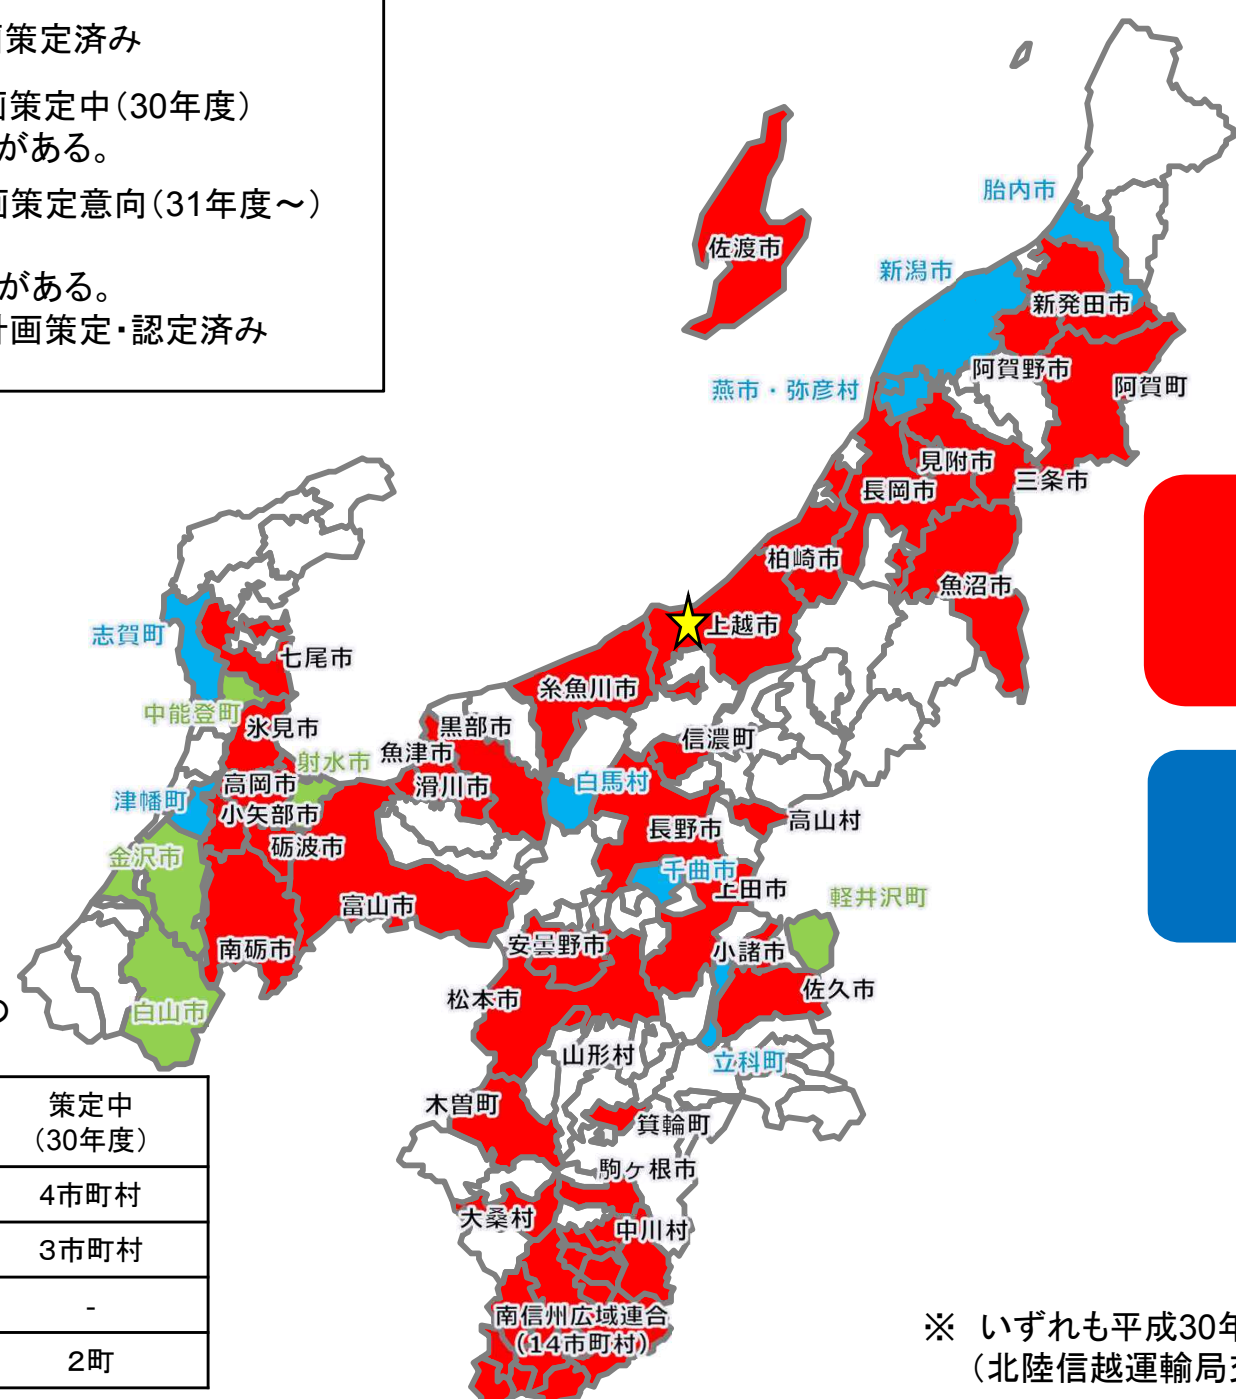 策定済み
画策定中（30年度）
がある。
画策定意向（31年度～）
がある。
計画策定・認定済み
胎内市
佐渡市
新潟市
新発田市
阿賀野市
阿賀町
燕市・弥彦村
見附市
三条市
長岡市
柏崎市
魚沼市
上越市
志賀町
七尾市
糸魚川市
中能登町
氷見市
黒部市
信濃町
魚津市
射水市
高岡市
滑川市
白馬村
津幡町
小矢部市
高山村
長野市
砺波市
金沢市
千曲市
上田市
軽井沢町
富山市
安曇野市
小諸市
南砺市
佐久市
松本市
白山市
の
山形村
立科町
木曽町
箕輪町
駒ヶ根市
大桑村
中川村
南信州広域連合
（14市町村）
策定中
（30年度）
4市町村
3市町村
-
2町
※ いずれも平成30年
（北陸信越運輸局交